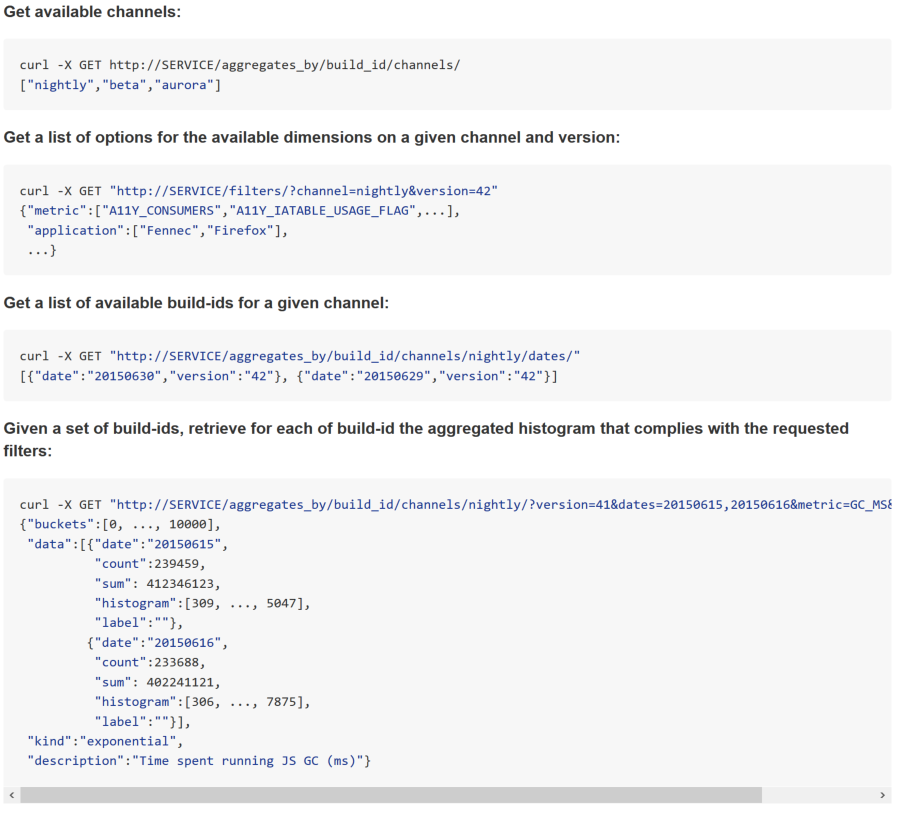 Get available channels:
curl -X GET http://SERVICE/aggregates_by/build_id/channels/
["nightly","beta","aurora"]
Get a list of options for the available dimensions on a given channel and version:
curl -X GET "http://SERVICE/filters/?channel=nightly&version=42"
{"metric":["A11Y_CONSUMERS","A11Y_IATABLE_USAGE_FLAG",...],
 "application":["Fennec","Firefox"],
 ...}
Get a list of available build-ids for a given channel:
curl -X GET "http://SERVICE/aggregates_by/build_id/channels/nightly/dates/"
[{"date":"20150630","version":"42"}, {"date":"20150629","version":"42"}]
Given a set of build-ids, retrieve for each of build-id the aggregated histogram that complies with the requested
filters:
curl -X GET "http://SERVICE/aggregates_by/build_id/channels/nightly/?version=41&dates=20150615,20150616&metric=GC_MS&
{"buckets":[0, ..., 10000],
 "data":[{"date":"20150615",
          "count":239459,
          "sum": 412346123,
          "histogram":[309, ..., 5047],
          "label":""},
         {"date":"20150616",
          "count":233688,
          "sum": 402241121,
          "histogram":[306, ..., 7875],
          "label":""}],
 "kind":"exponential",
 "description":"Time spent running JS GC (ms)"}